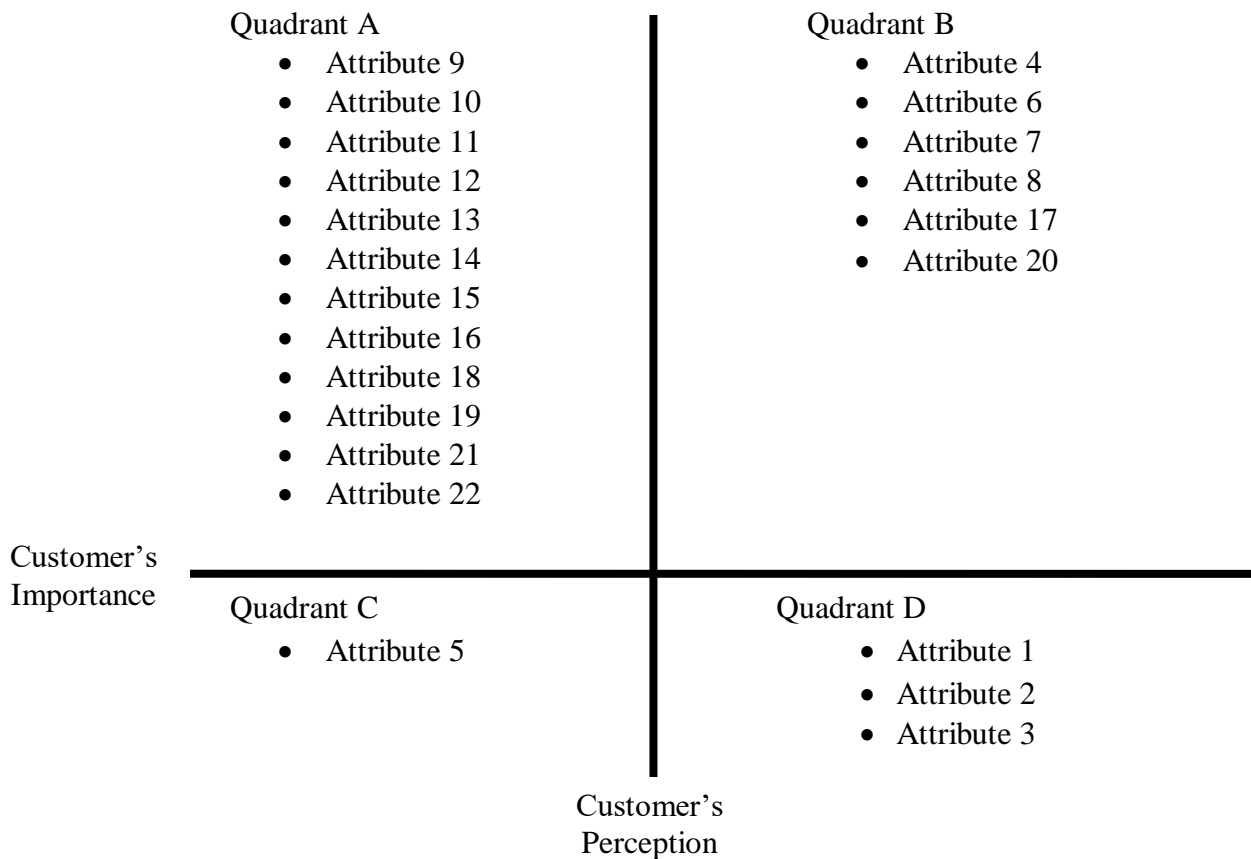 Quadrant A
• Attribute 9
• Attribute 10
• Attribute 11
• Attribute 12
• Attribute 13
• Attribute 14
• Attribute 15
• Attribute 16
• Attribute 18
• Attribute 19
• Attribute 21
• Attribute 22
Quadrant B
• Attribute 4
• Attribute 6
• Attribute 7
• Attribute 8
• Attribute 17
• Attribute 20
Customer’s
Importance
Quadrant C
• Attribute 5
Quadrant D
• Attribute 1
• Attribute 2
• Attribute 3
Customer’s
Perception